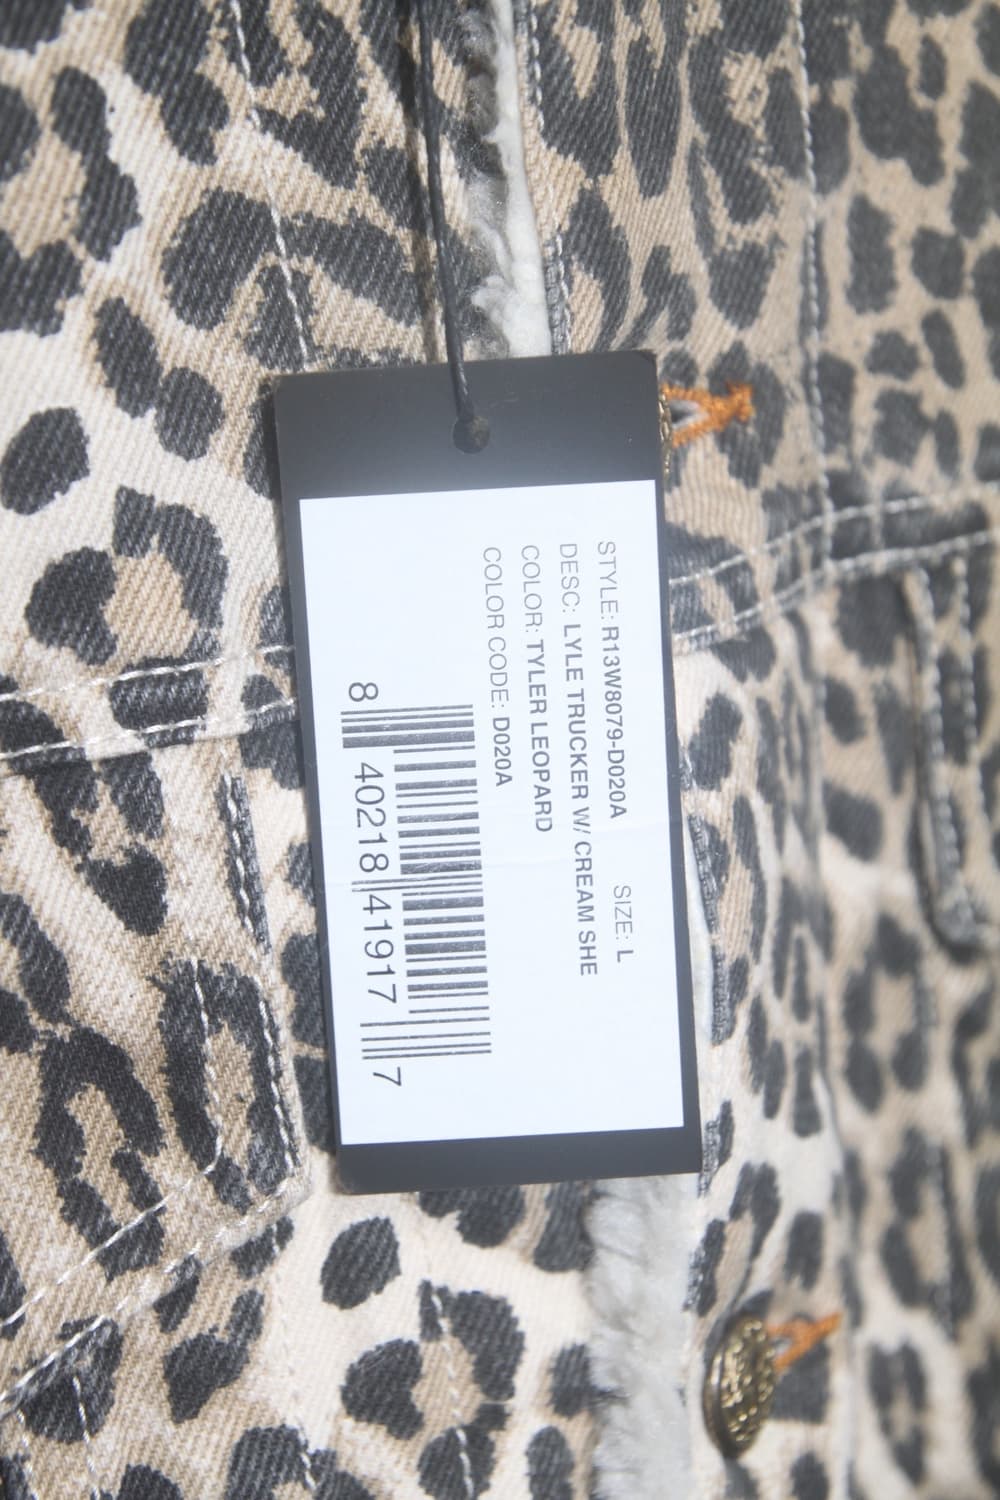 STYLE: R13W8079-D020A SIZE: L
DESC: LYLE TRUCKER W/ CREAM SHE
COLOR: TYLER LEOPARD
COLOR CODE: D020A
8 40218 41917 7